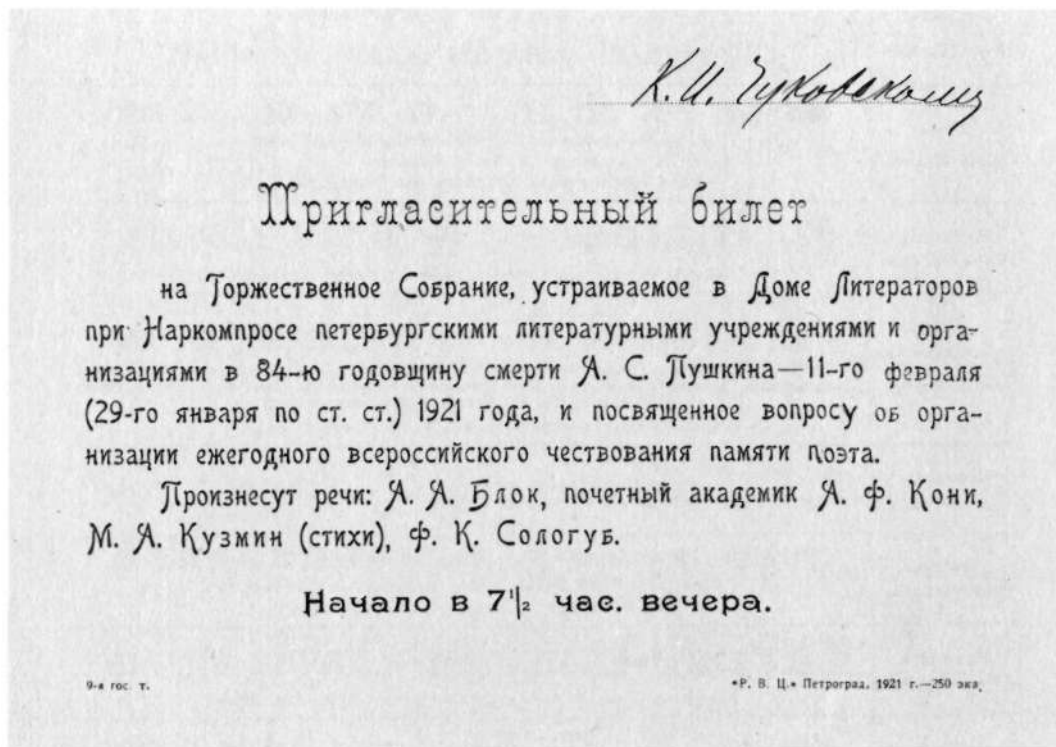 К. И. Чуковскому
Пригласительный билет
на Торжественное Собрание, устраиваемое в Доме Литераторов
при Наркомпросе петербургскими литературными учреждениями и орга-
низациями в 84-ю годовщину смерти А. С. Пушкина—11-го февраля
(29-го января по ст. ст.) 1921 года, и посвященное вопросу об орга-
низации ежегодного всероссийского чествования памяти поэта.
Произнесут речи: А. А. Блок, почетный академик А. Ф. Кони,
М. А. Кузмин (стихи), Ф. К. Сологуб.
Начало в 7 1/2 час. вечера.
9-я гос. т.
«Р. В. Ц.» Петроград, 1921 г.—250 экз.